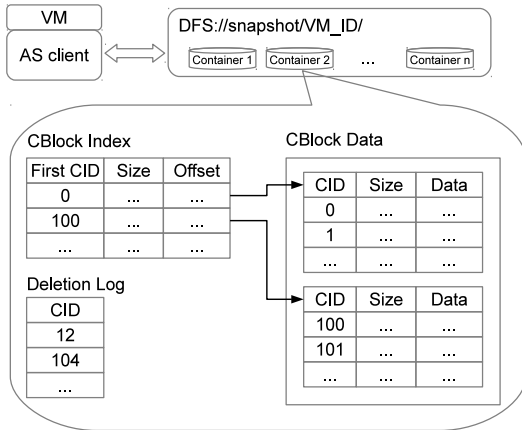 VM
AS client
DFS://snapshot/VM_ID/
Container 1 Container 2 ... Container n
CBlock Index
First CID Size Offset
0 ... ...
100 ... ...
... ... ...
Deletion Log
CID
12
104
...
CBlock Data
CID Size Data
0 ... ...
1 ... ...
... ... ...
CID Size Data
100 ... ...
101 ... ...
... ... ...